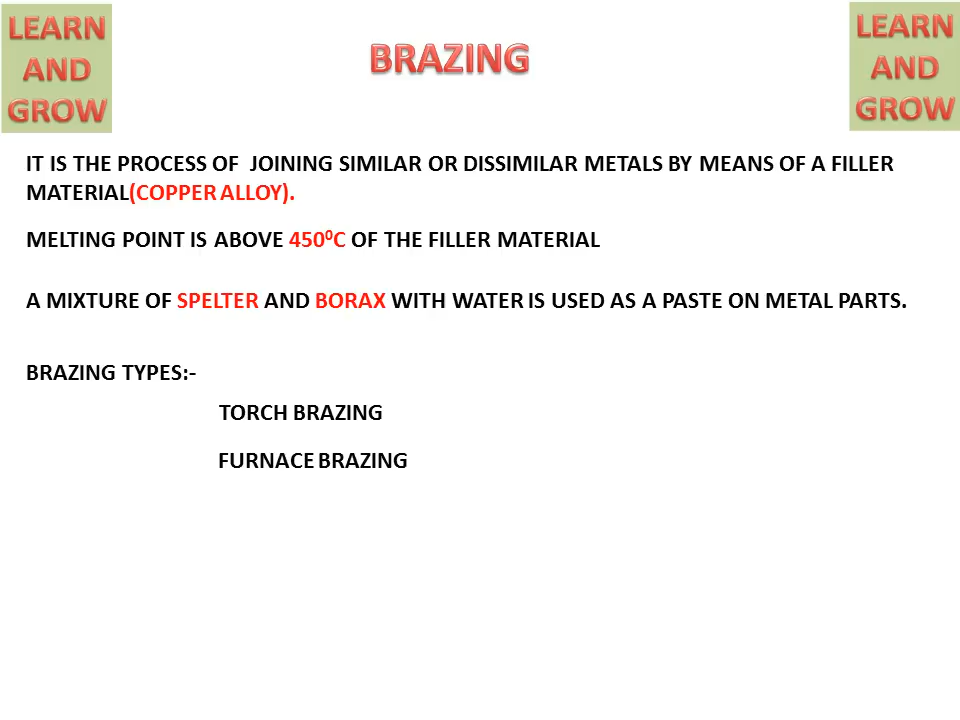 LEARN
AND
GROW
BRAZING
LEARN
AND
GROW
IT IS THE PROCESS OF JOINING SIMILAR OR DISSIMILAR METALS BY MEANS OF A FILLER
MATERIAL(COPPER ALLOY).
MELTING POINT IS ABOVE 450⁰C OF THE FILLER MATERIAL
A MIXTURE OF SPELTER AND BORAX WITH WATER IS USED AS A PASTE ON METAL PARTS.
BRAZING TYPES:-
TORCH BRAZING
FURNACE BRAZING